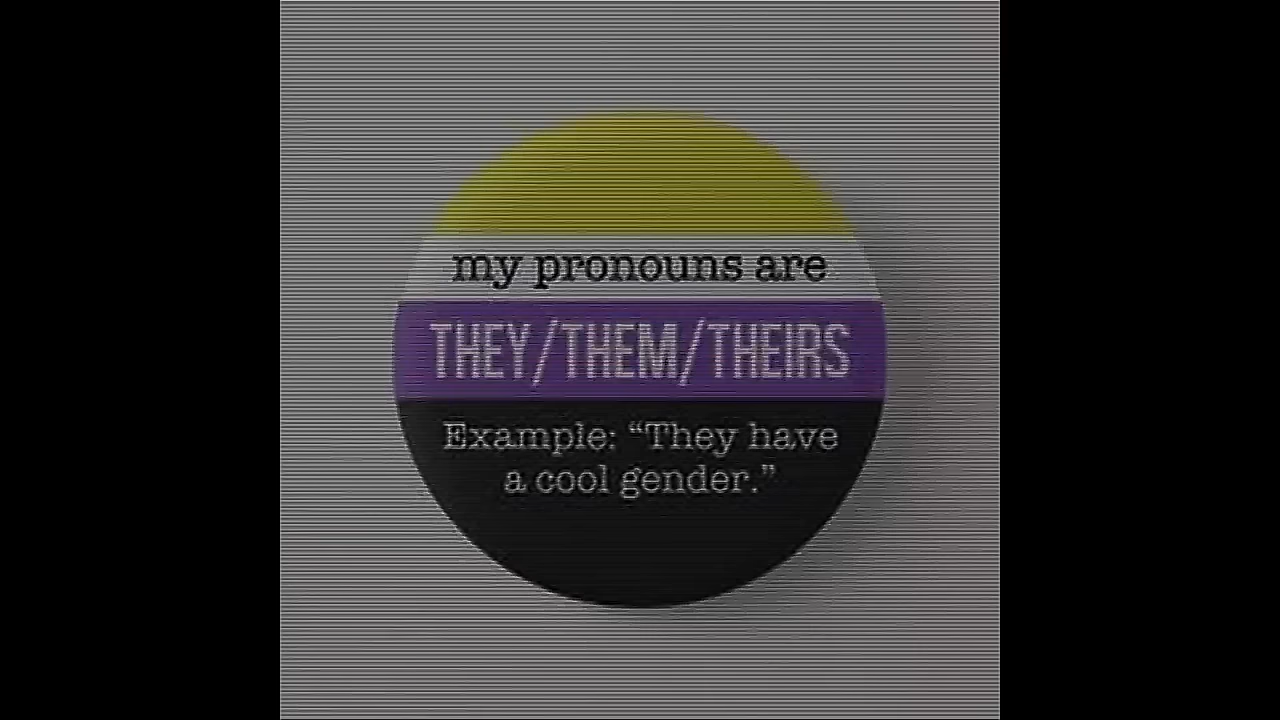 my pronouns are
THEY/THEM/THEIRS
Example: “They have
a cool gender.”